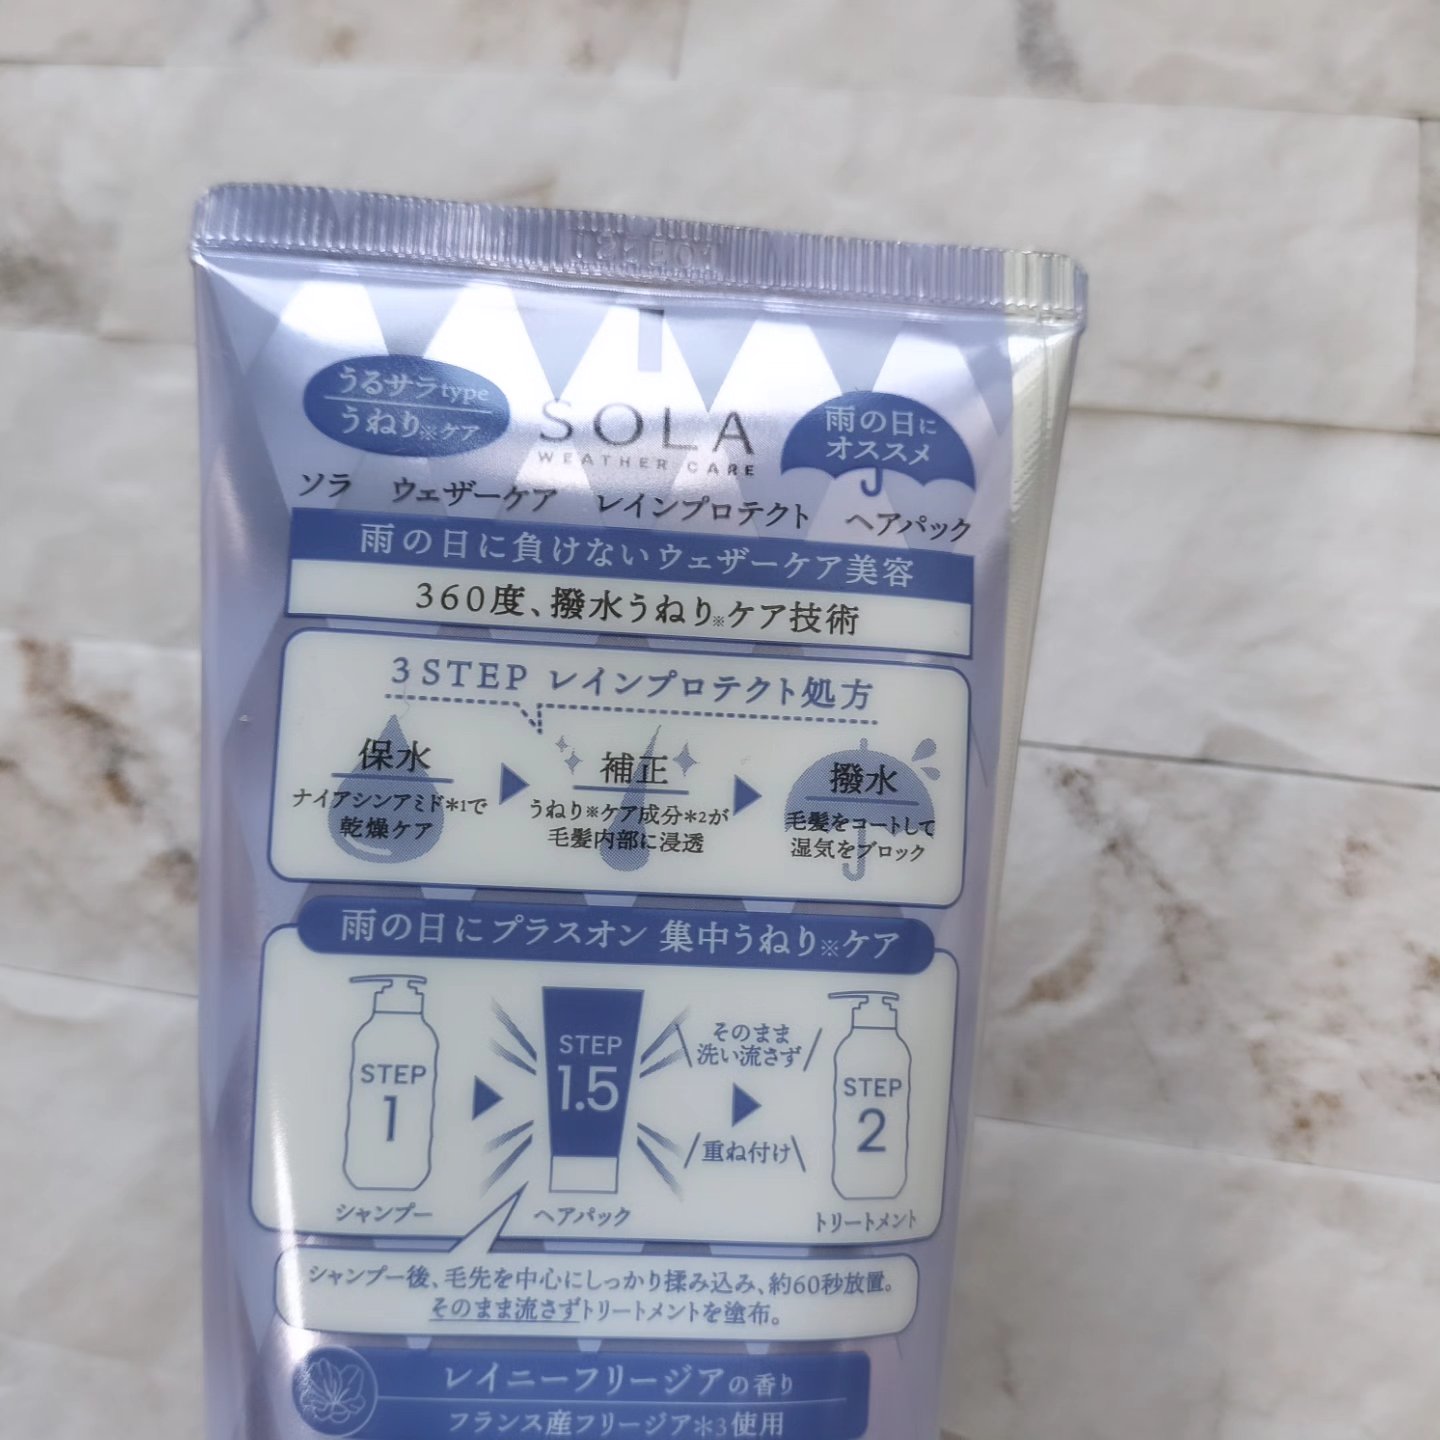 うるサラtype
うねり※ケア
SOLA
WEATHER CARE
雨の日に
オススメ
ソラ ウェザーケア レインプロテクト ヘアパック
雨の日に負けないウェザーケア美容
360度、撥水うねり※ケア技術
3STEP レインプロテクト処方
保水
ナイアシンアミド*1で
乾燥ケア
補正
うねり※ケア成分*2が
毛髪内部に浸透
撥水
毛髪をコートして
湿気をブロック
雨の日にプラスオン 集中うねり※ケア
STEP
1
シャンプー
STEP
1.5
ヘアパック
そのまま
洗い流さず
重ね付け
STEP
2
トリートメント
シャンプー後、毛先を中心にしっかり揉み込み、約60秒放置。
そのまま流さずトリートメントを塗布。
レイニーフリージアの香り
フランス産フリージア*3使用